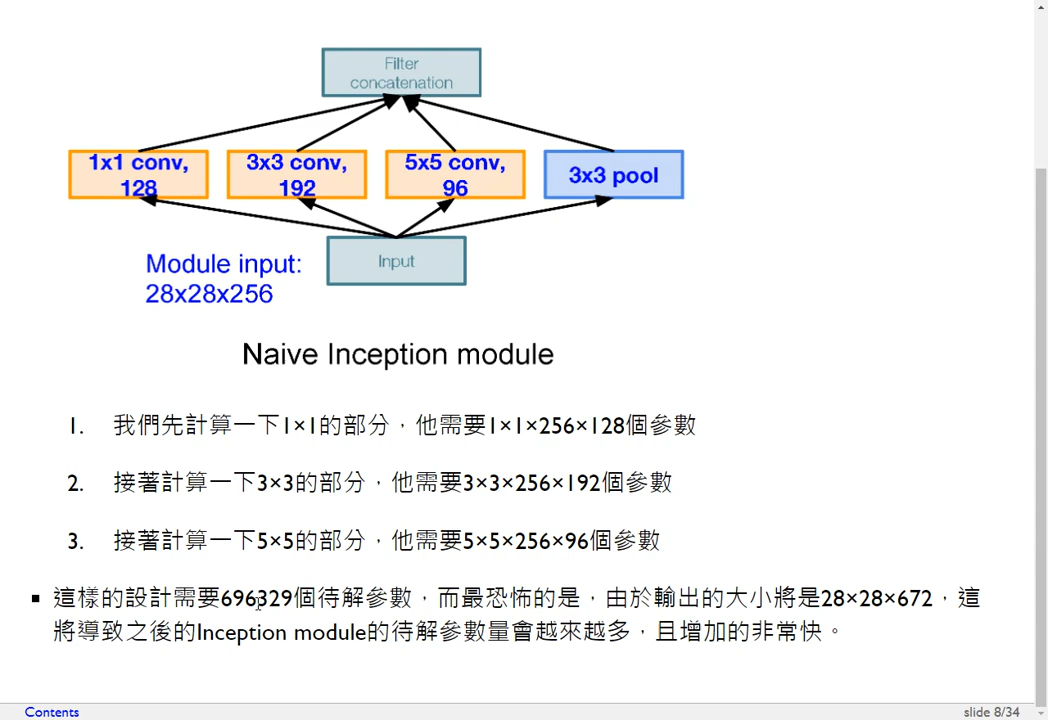 Filter
concatenation
1x1 conv,
128
3x3 conv,
192
5x5 conv,
96
3x3 pool
Input
Module input:
28x28x256
Naive Inception module
1. 我們先計算一下1×1的部分，他需要1×1×256×128個參數
2. 接著計算一下3×3的部分，他需要3×3×256×192個參數
3. 接著計算一下5×5的部分，他需要5×5×256×96個參數
▪ 這樣的設計需要696329個待解參數，而最恐怖的是，由於輸出的大小將是28×28×672，這
將導致之後的Inception module的待解參數量會越來越多，且增加的非常快。
Contents
slide 8/34